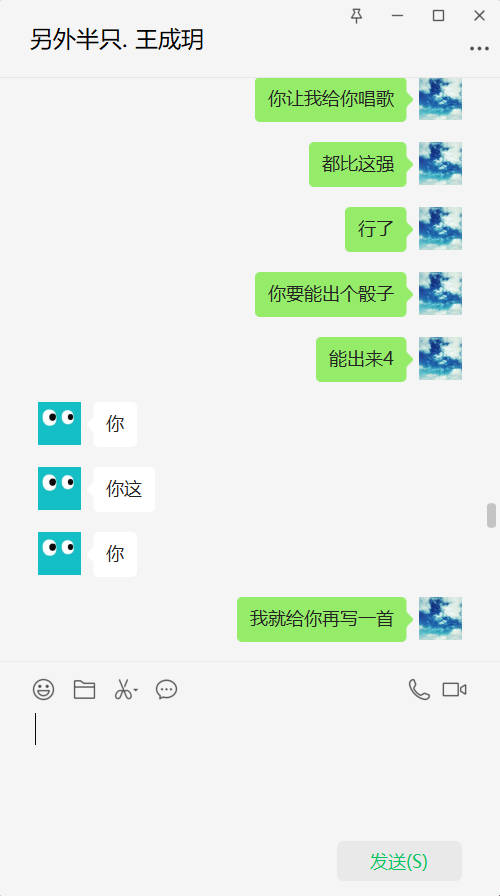 另外半只. 王成玥
你让我给你唱歌
都比这强
行了
你要能出个骰子
能出来4
你
你这
你
我就给你再写一首
发送(S)